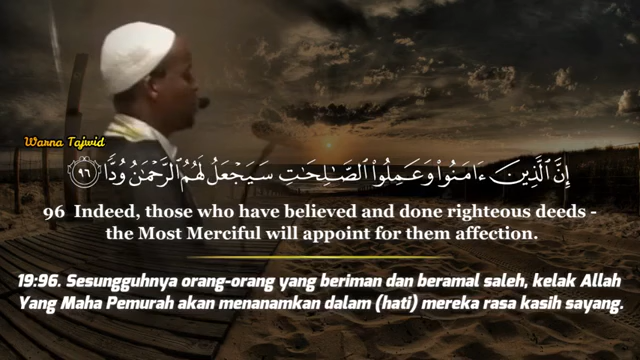 Warna Tajwid
إِنَّ ٱلَّذِينَ ءَامَنُوا۟ وَعَمِلُوا۟ ٱلصَّـٰلِحَـٰتِ سَيَجْعَلُ لَهُمُ ٱلرَّحْمَـٰنُ وُدًّا ٩٦
96 Indeed, those who have believed and done righteous deeds -
the Most Merciful will appoint for them affection.
19:96. Sesungguhnya orang-orang yang beriman dan beramal saleh, kelak Allah
Yang Maha Pemurah akan menanamkan dalam (hati) mereka rasa kasih sayang.